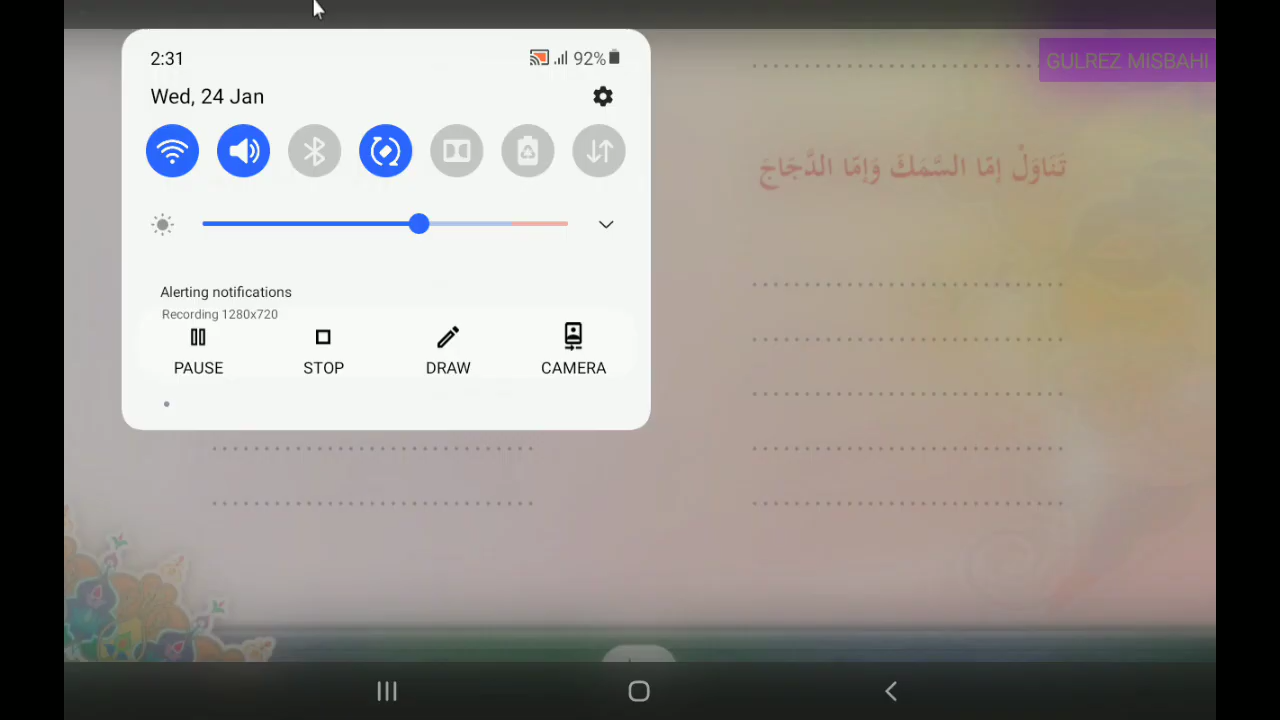 2:31
92%
Wed, 24 Jan
Alerting notifications
Recording 1280x720
PAUSE STOP DRAW CAMERA
GULREZ MISBAHI
تَنَاوَلْ إِمَّا السَّمَكَ وَإِمَّا الدَّجَاجَ